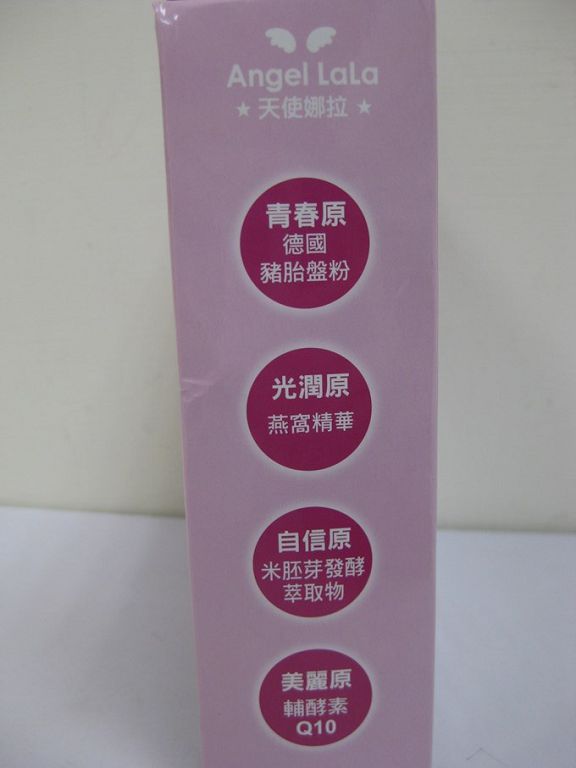 Angel LaLa
★ 天使娜拉 ★
青春原
德國
豬胎盤粉
光潤原
燕窩精華
自信原
米胚芽發酵
萃取物
美麗原
輔酵素
Q10